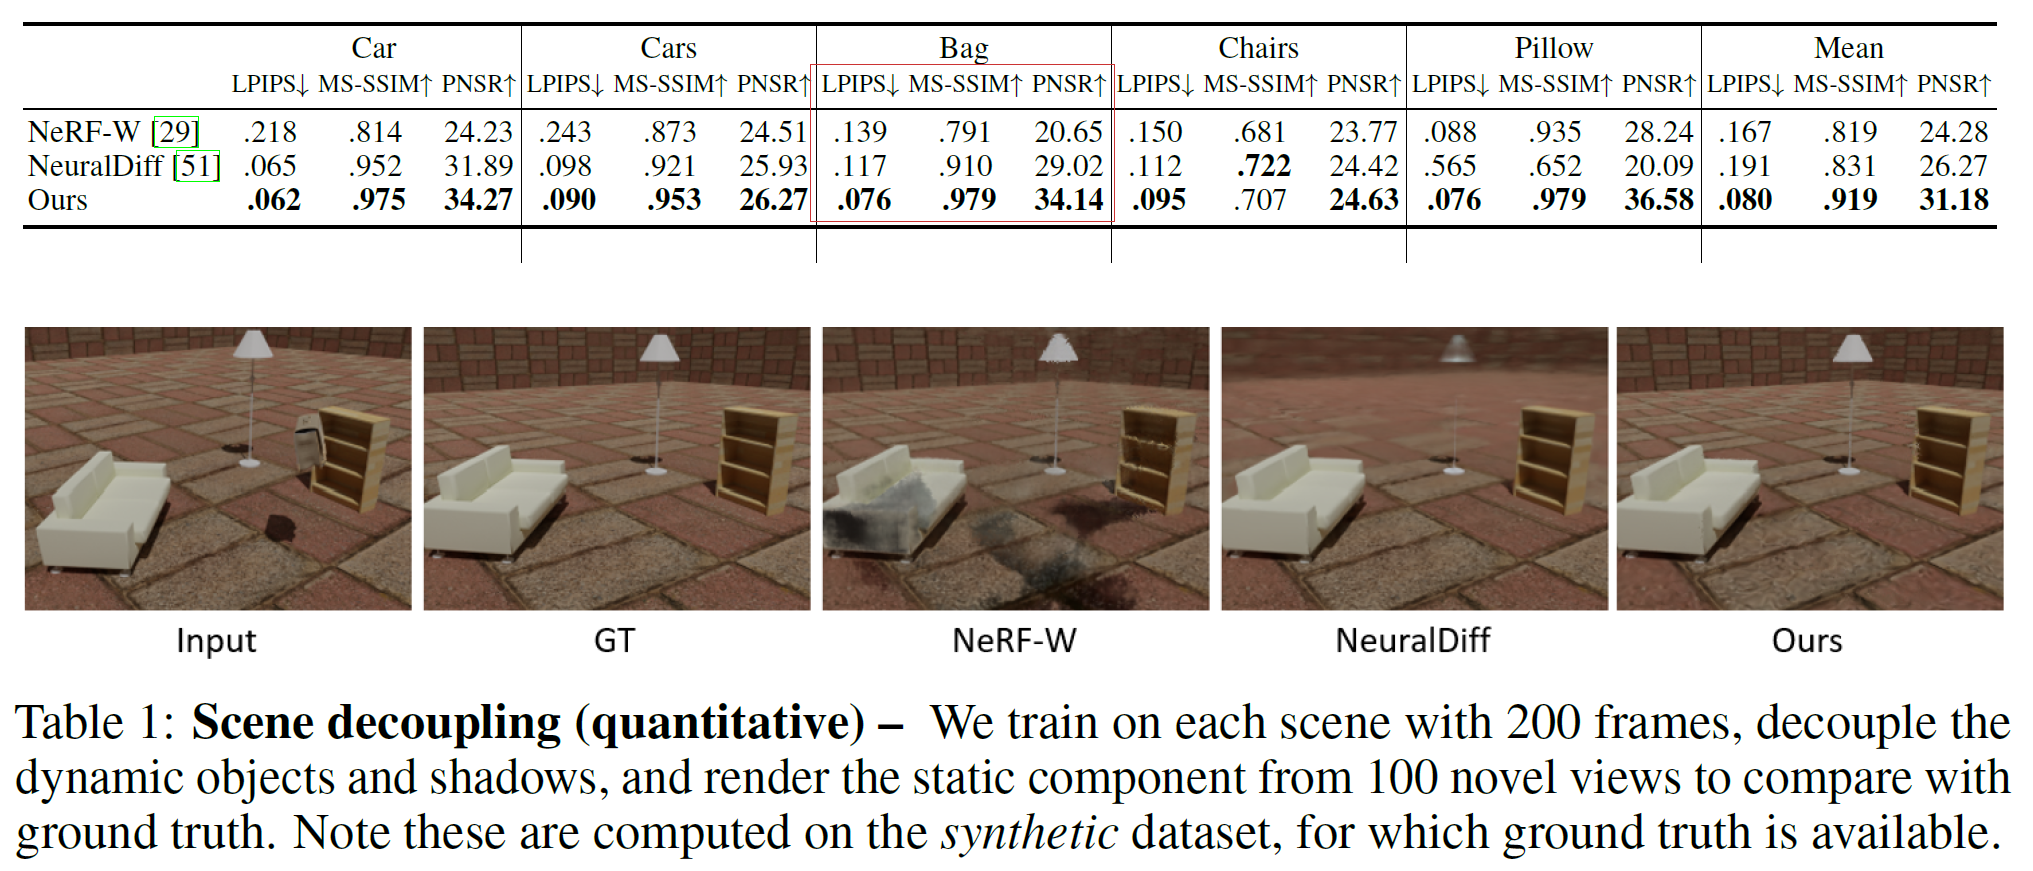 Car Cars Bag Chairs Pillow Mean
LPIPS↓ MS-SSIM↑ PNSR↑ LPIPS↓ MS-SSIM↑ PNSR↑ LPIPS↓ MS-SSIM↑ PNSR↑ LPIPS↓ MS-SSIM↑ PNSR↑ LPIPS↓ MS-SSIM↑ PNSR↑ LPIPS↓ MS-SSIM↑ PNSR↑
NeRF-W [29] .218 .814 24.23 .243 .873 24.51 .139 .791 20.65 .150 .681 23.77 .088 .935 28.24 .167 .819 24.28
NeuralDiff [51] .065 .952 31.89 .098 .921 25.93 .117 .910 29.02 .112 .722 24.42 .565 .652 20.09 .191 .831 26.27
Ours .062 .975 34.27 .090 .953 26.27 .076 .979 34.14 .095 .707 24.63 .076 .979 36.58 .080 .919 31.18
Input GT NeRF-W NeuralDiff Ours
Table 1: Scene decoupling (quantitative) – We train on each scene with 200 frames, decouple the
dynamic objects and shadows, and render the static component from 100 novel views to compare with
ground truth. Note these are computed on the synthetic dataset, for which ground truth is available.